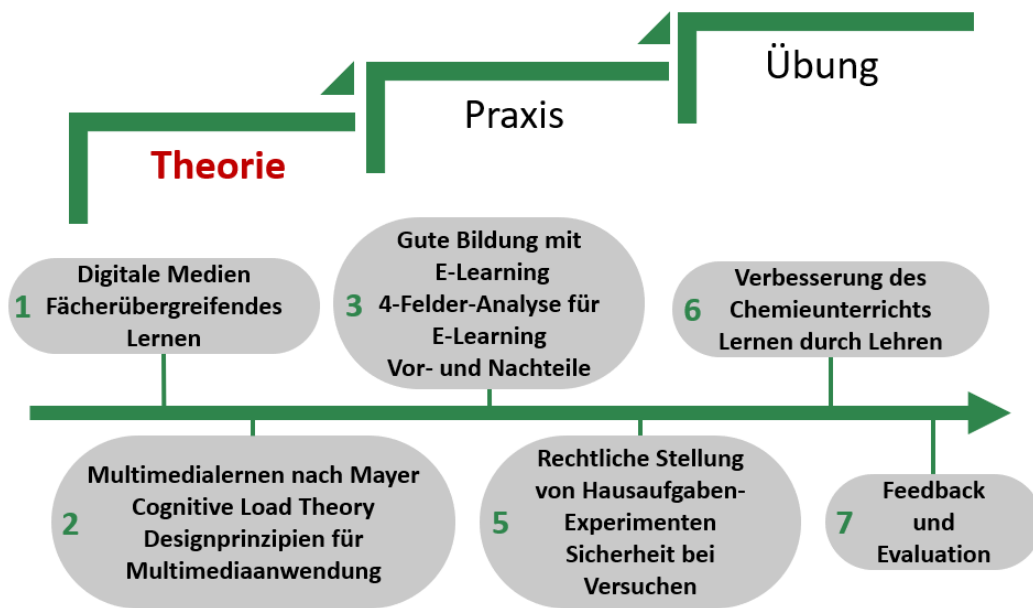 Theorie
Praxis
Übung
1
Digitale Medien
Fächerübergreifendes
Lernen
2
Multimedialernen nach Mayer
Cognitive Load Theory
Designprinzipien für
Multimediaanwendung
3
Gute Bildung mit
E-Learning
4-Felder-Analyse für
E-Learning
Vor- und Nachteile
5
Rechtliche Stellung
von Hausaufgaben-
Experimenten
Sicherheit bei
Versuchen
6
Verbesserung des
Chemieunterrichts
Lernen durch Lehren
7
Feedback
und
Evaluation